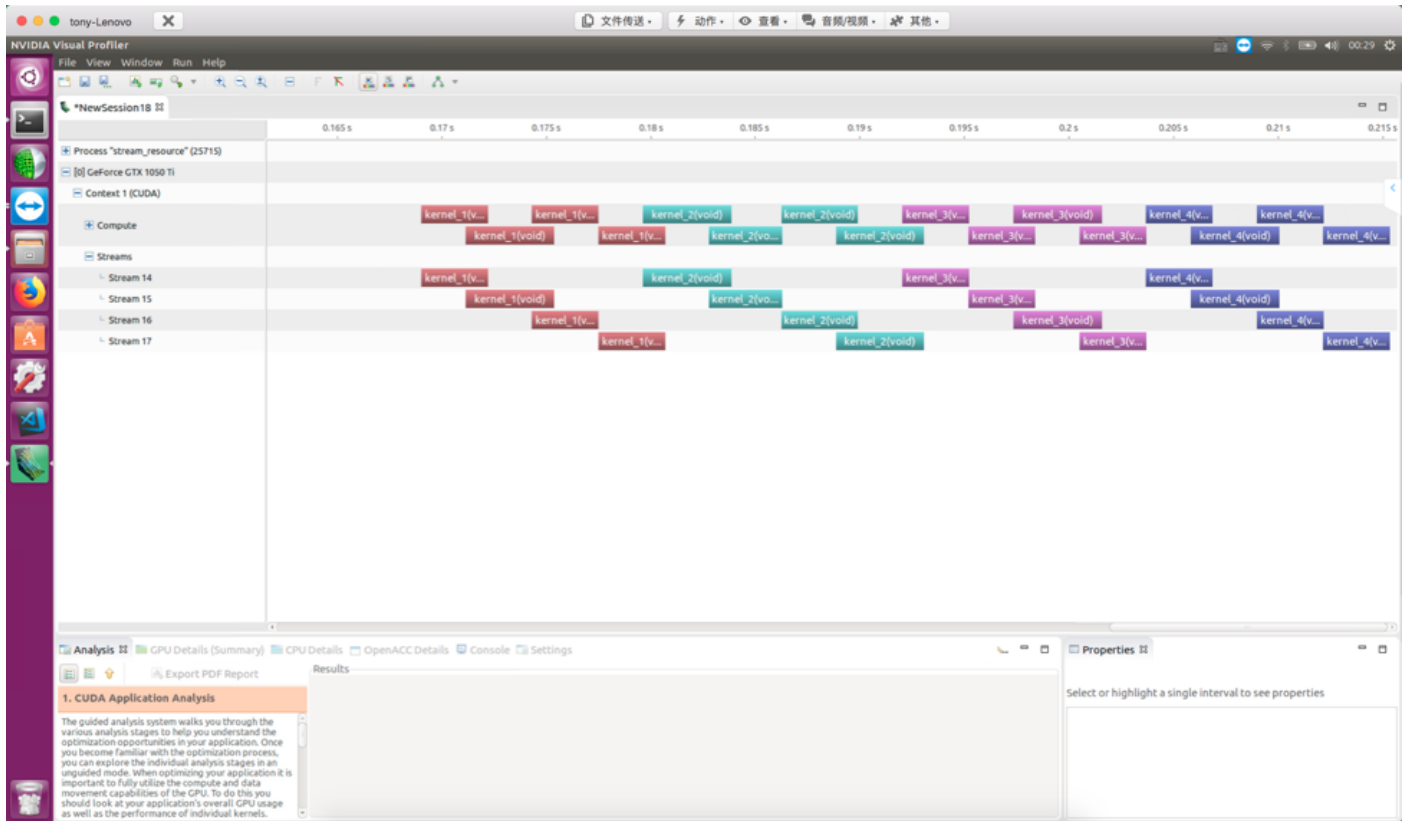 tony-Lenovo
文件传送
动作
查看
音频/视频
其他
NVIDIA Visual Profiler
00:29
File View Window Run Help
*NewSession18
0.165 s 0.17 s 0.175 s 0.18 s 0.185 s 0.19 s 0.195 s 0.2 s 0.205 s 0.21 s 0.215 s
Process "stream_resource" (25715)
[0] GeForce GTX 1050 Ti
Context 1 (CUDA)
Compute
kernel_1(v... kernel_1(v... kernel_2(void) kernel_2(void) kernel_3(v... kernel_3(void) kernel_4(v... kernel_4(v...
kernel_1(void) kernel_1(v... kernel_2(vo... kernel_2(void) kernel_3(v... kernel_3(v... kernel_4(void) kernel_4(v...
Streams
Stream 14 kernel_1(v... kernel_2(void) kernel_3(v... kernel_4(v...
Stream 15 kernel_1(void) kernel_2(vo... kernel_3(v... kernel_4(void)
Stream 16 kernel_1(v... kernel_2(void) kernel_3(void) kernel_4(v...
Stream 17 kernel_1(v... kernel_2(void) kernel_3(v... kernel_4(v...
Analysis GPU Details (Summary) CPU Details OpenACC Details Console Settings
Properties
Export PDF Report
Results
1. CUDA Application Analysis
Select or highlight a single interval to see properties
The guided analysis system walks you through the
various analysis stages to help you understand the
optimization opportunities in your application. Once
you become familiar with the optimization process,
you can explore the individual analysis stages in an
unguided mode. When optimizing your application it is
important to fully utilize the compute and data
movement capabilities of the GPU. To do this you
should look at your application's overall GPU usage
as well as the performance of individual kernels.